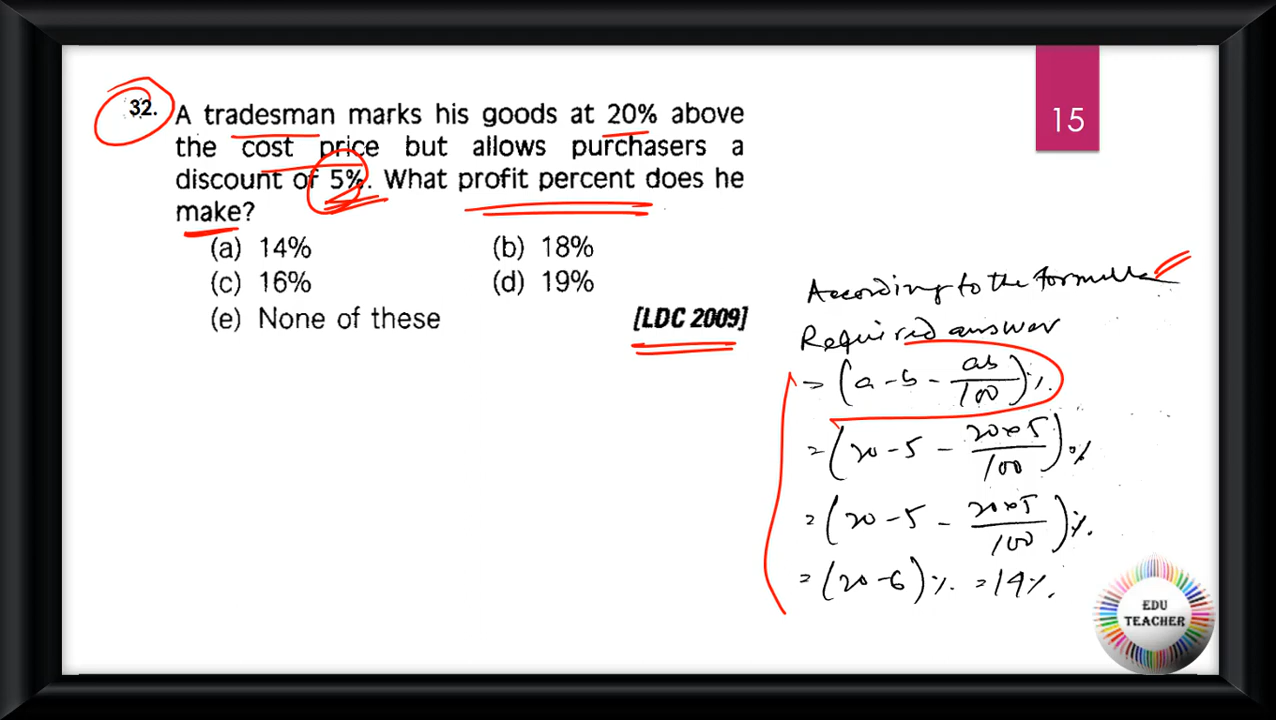 15
32. A tradesman marks his goods at 20% above
the cost price but allows purchasers a
discount of 5%. What profit percent does he
make?
(a) 14% (b) 18%
(c) 16% (d) 19%
(e) None of these [LDC 2009]
According to the formula
Required answer
= (a - b - ab/100)%.
= (20 - 5 - 20×5/100)%
= (20 - 5 - 20×5/100)%.
= (20 - 6)%. = 14%.
EDU
TEACHER